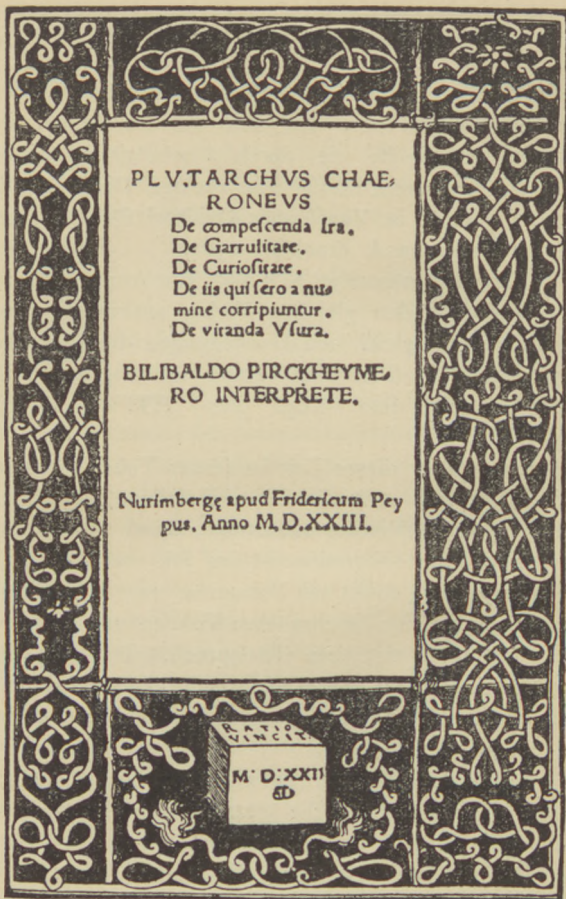 PLV.TARCHVS CHAE,
RONEVS
De compeſcenda Ira.
De Garrulitate.
De Curioſitate.
De iis qui ſero a nu,
mine corripiuntur.
De vitanda Vſura.
BILIBALDO PIRCKHEYME,
RO INTERPRETE.
Nurimbergę apud Fridericum Pey
pus. Anno M.D.XXIII.
RATIO
VINCIT
M·D:XXII